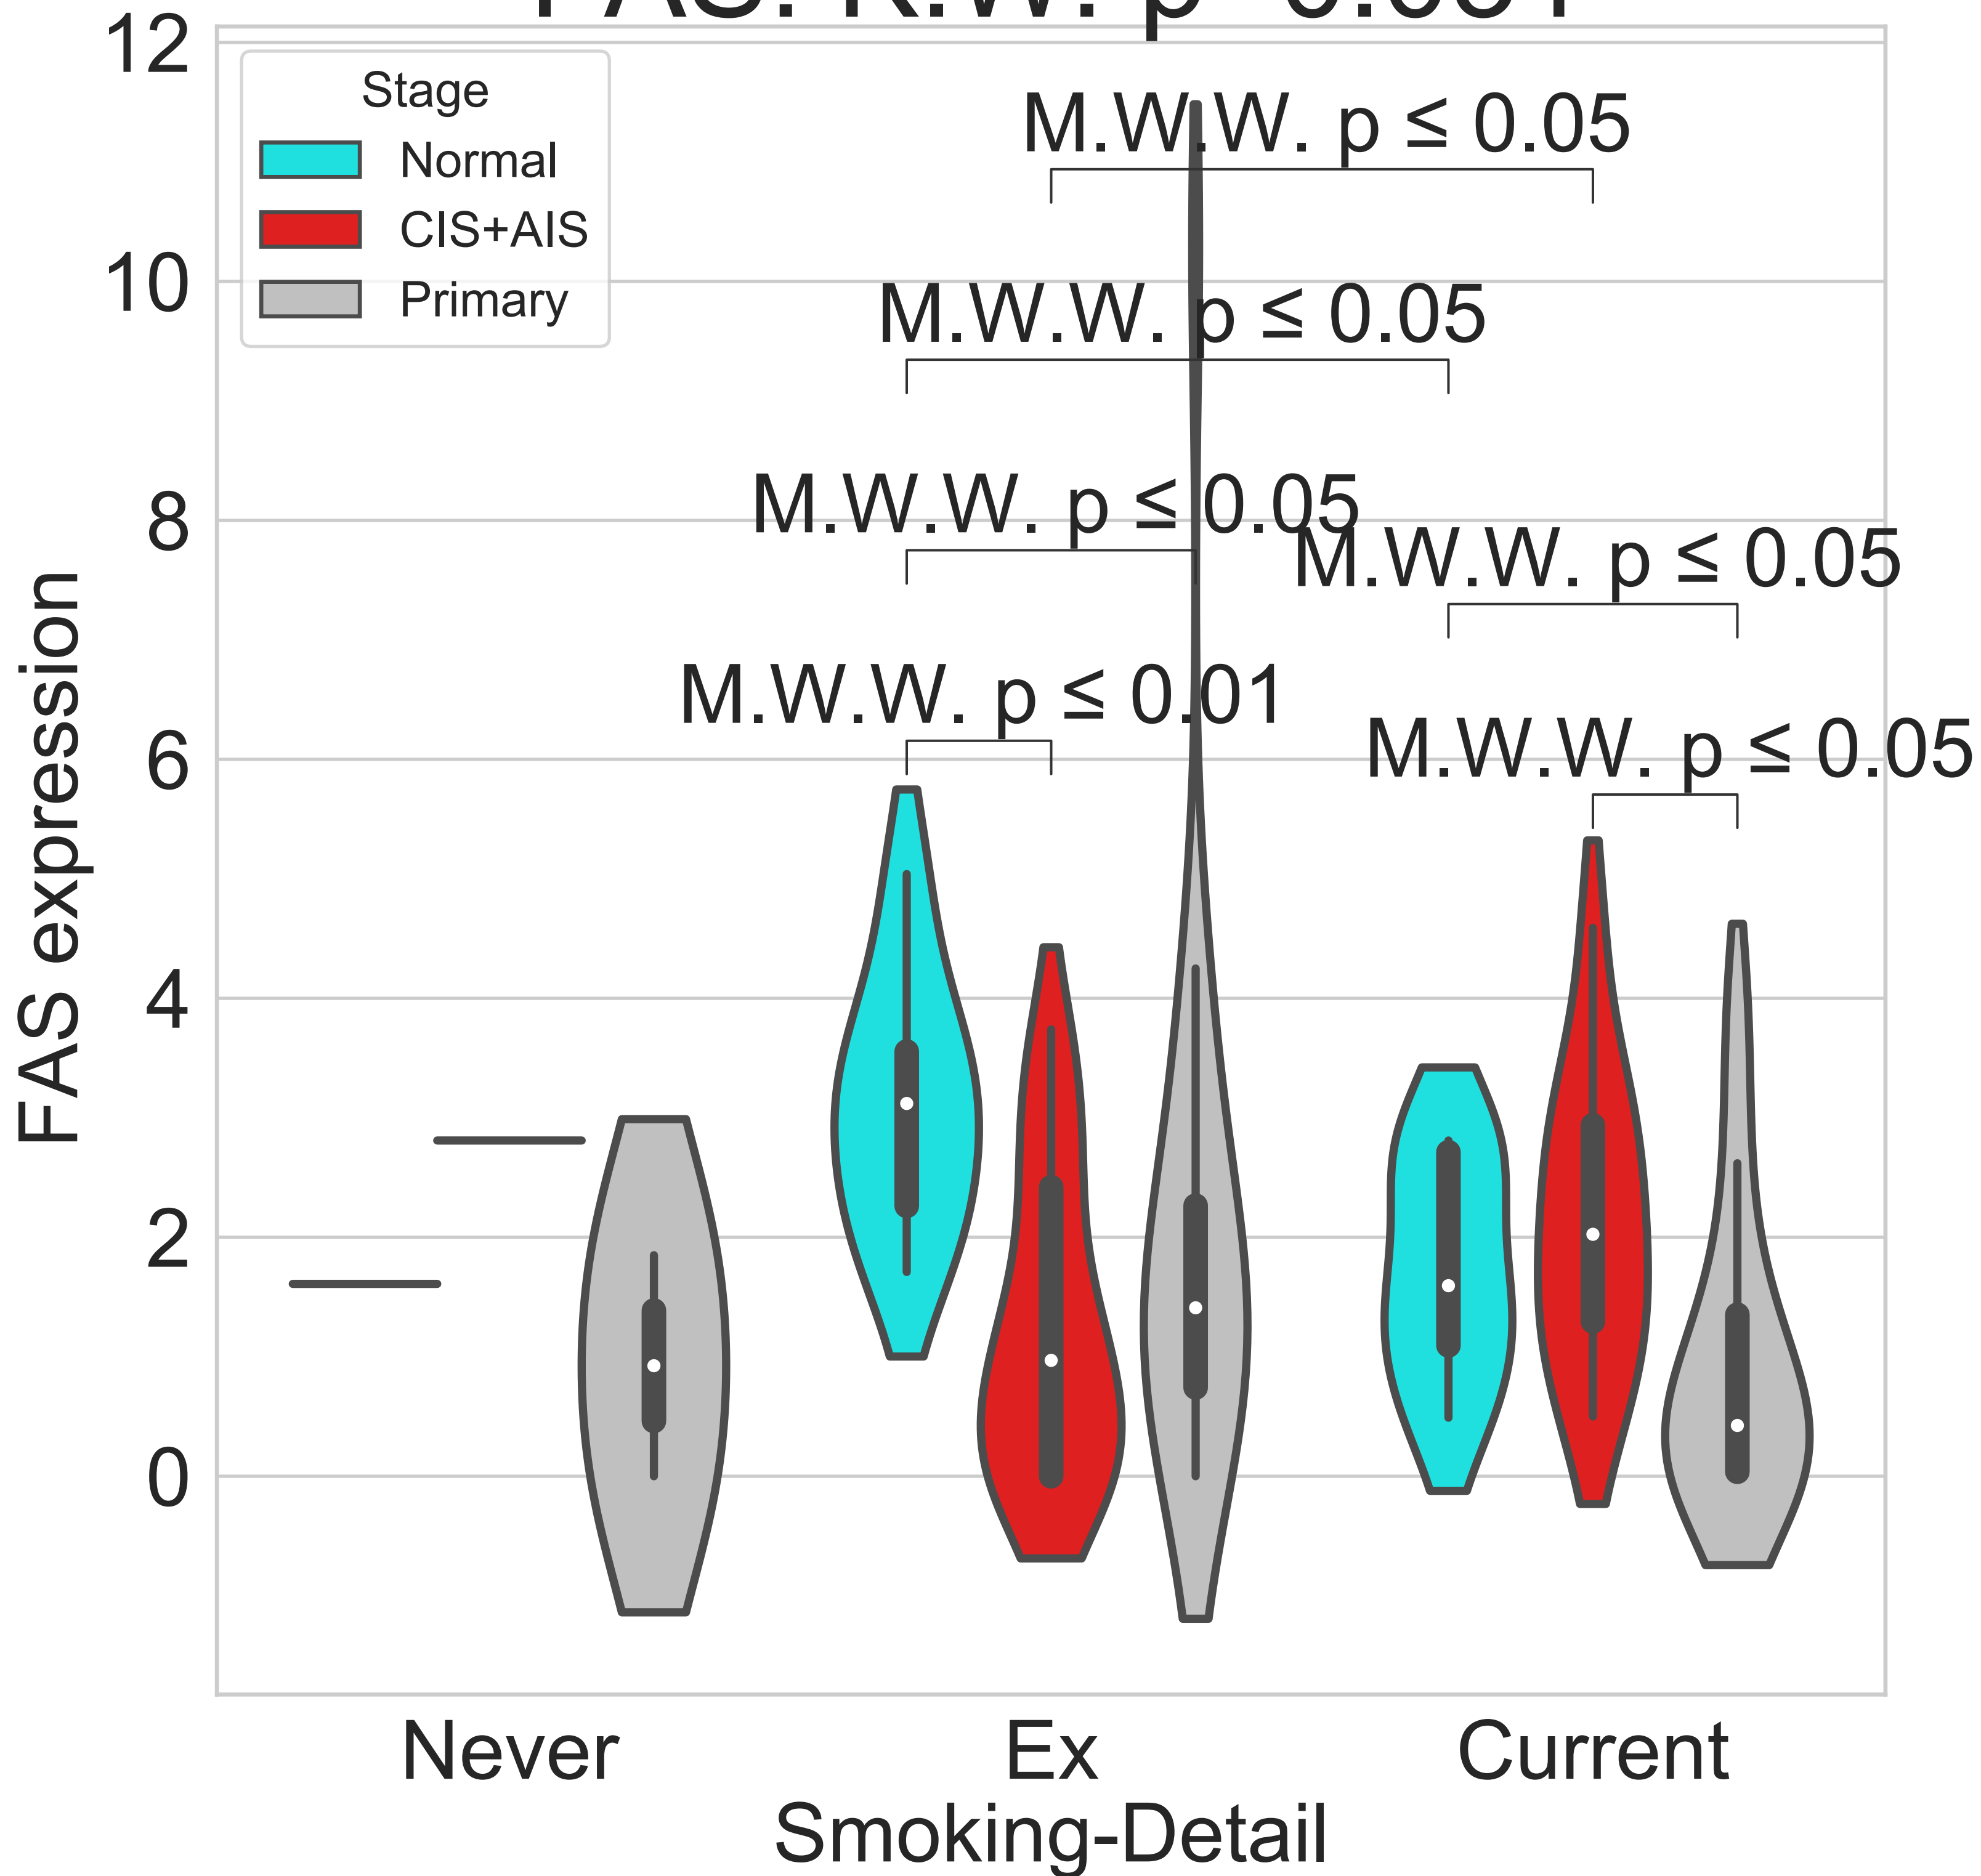 12
10
8
6
4
2
0
FAS expression
Stage
Normal
CIS+AIS
Primary
M.W.W. p ≤ 0.05
M.W.W. p ≤ 0.05
M.W.W. p ≤ 0.05
M.W.W. p ≤ 0.05
M.W.W. p ≤ 0.01
M.W.W. p ≤ 0.05
Never
Ex
Current
Smoking-Detail